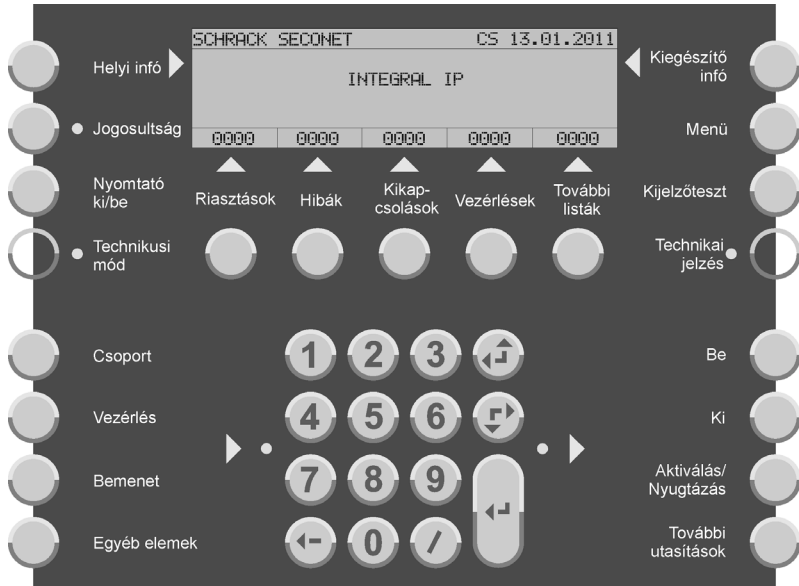 SCHRACK SECONET CS 13.01.2011
INTEGRAL IP
0000 0000 0000 0000 0000
Helyi infó
Jogosultság
Nyomtató
ki/be
Technikusi
mód
Kiegészítő
infó
Menü
Kijelzőteszt
Technikai
jelzés
Riasztások
Hibák
Kikap-
csolások
Vezérlések
További
listák
Csoport
Vezérlés
Bemenet
Egyéb elemek
1 2 3
4 5 6
7 8 9
0 /
Be
Ki
Aktiválás/
Nyugtázás
További
utasítások